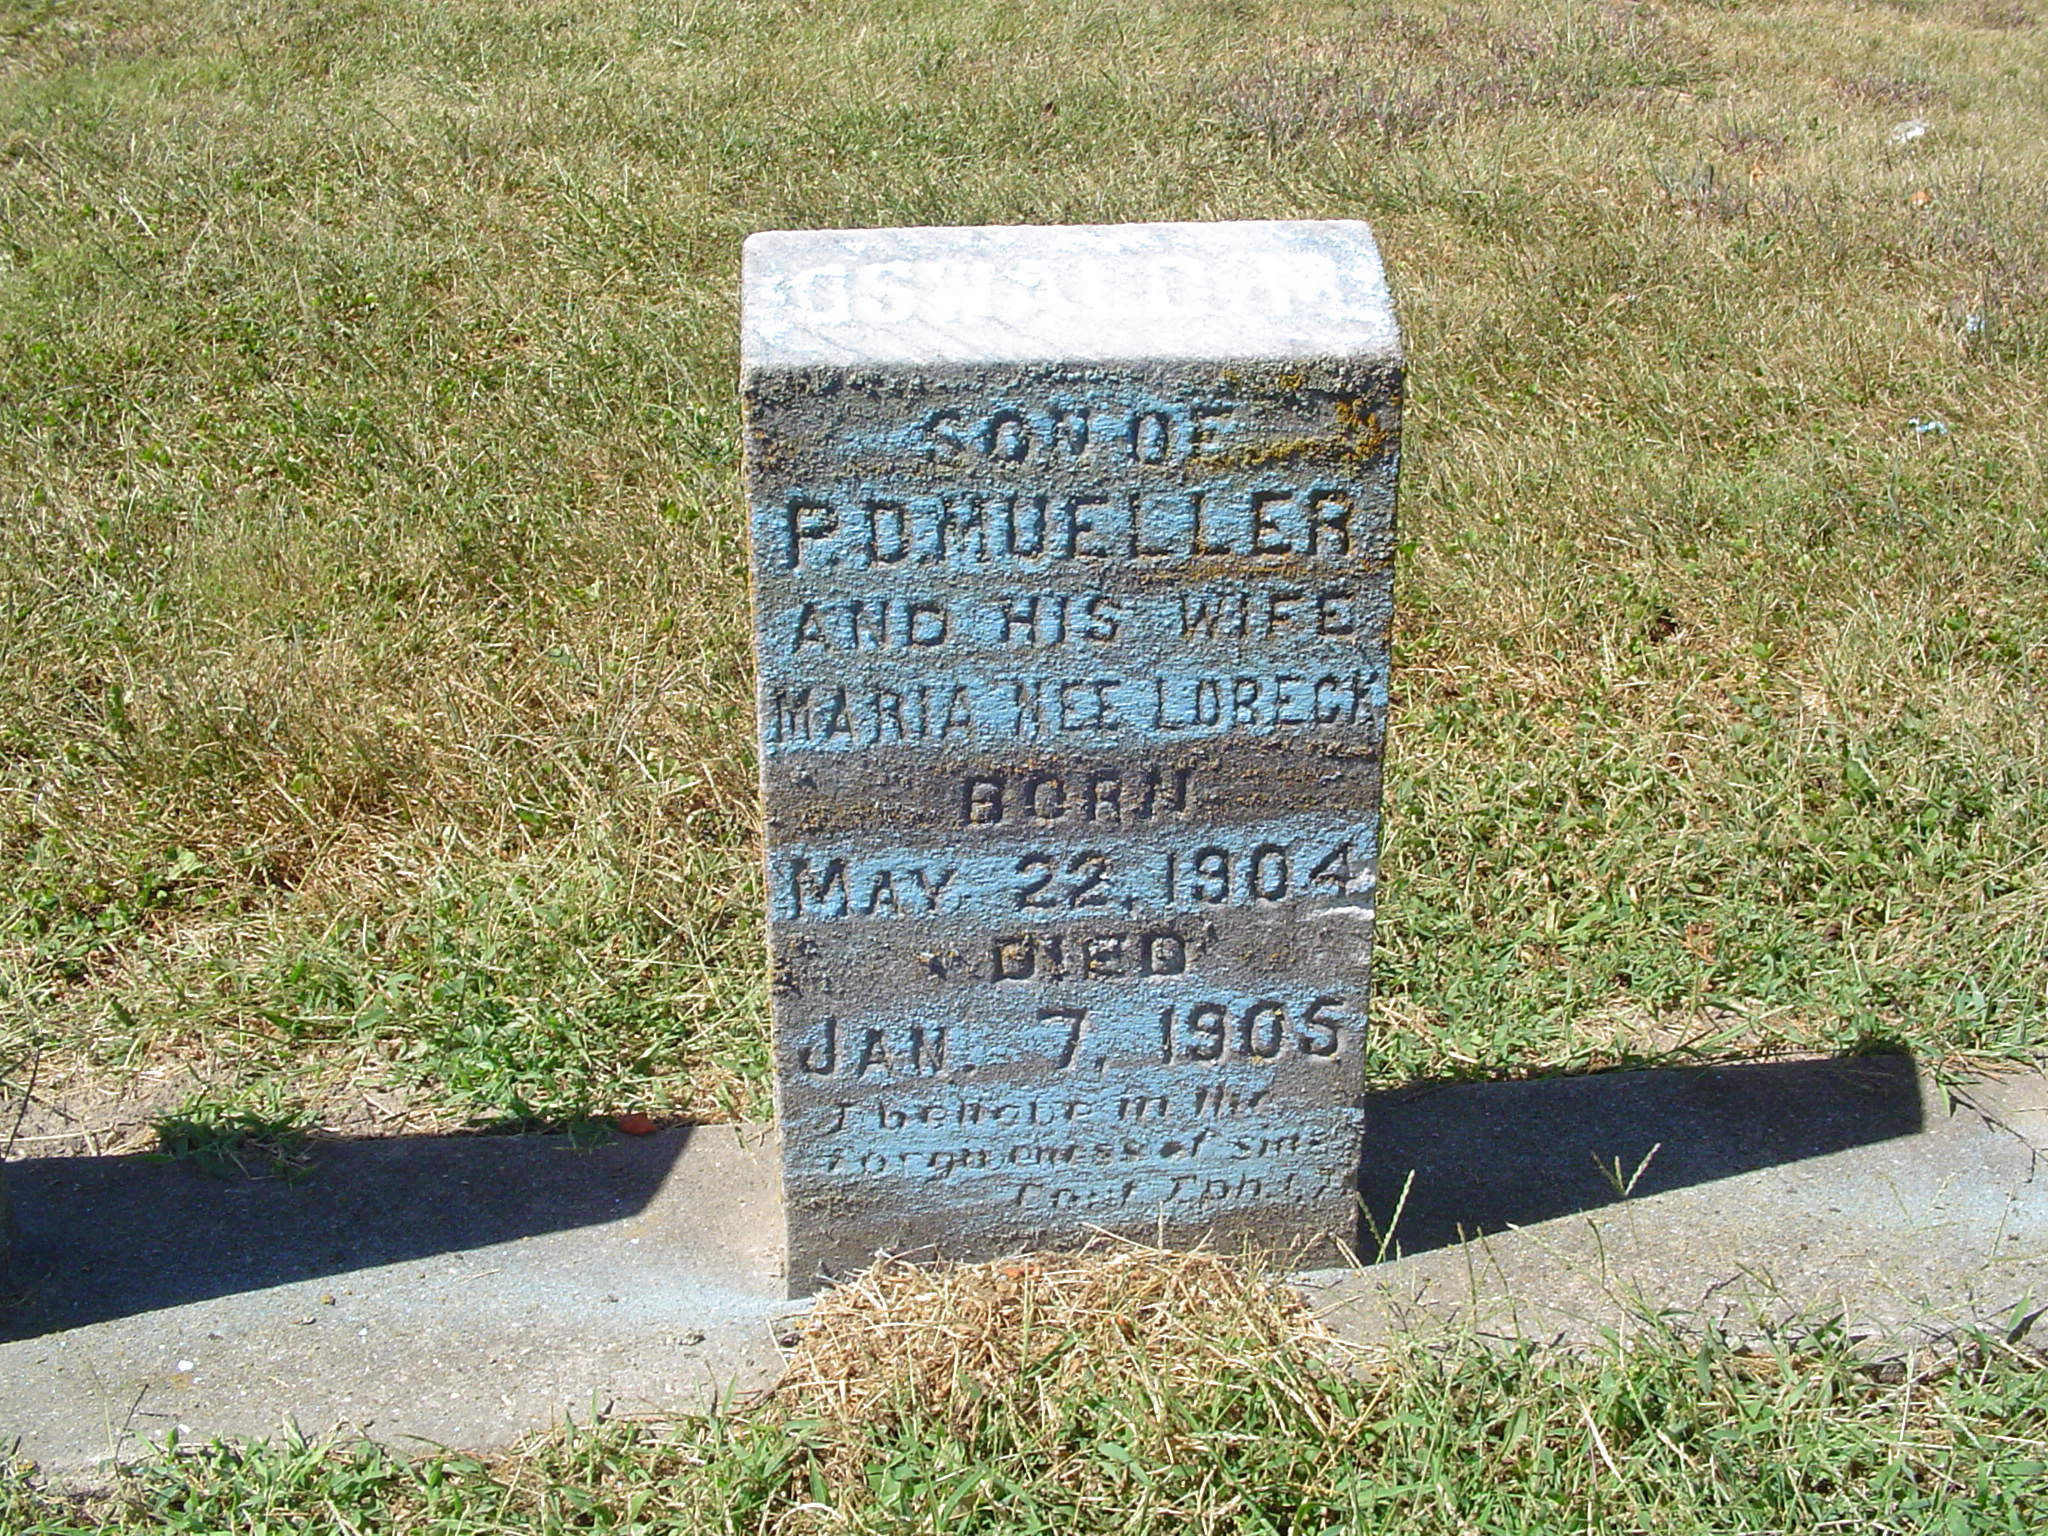 OSWALD M.
SON OF
P. D. MUELLER
AND HIS WIFE
MARIA. NEE LORECK
BORN
MAY. 22, 1904
DIED
JAN. 7, 1905
I believe in the
forgiveness of sins